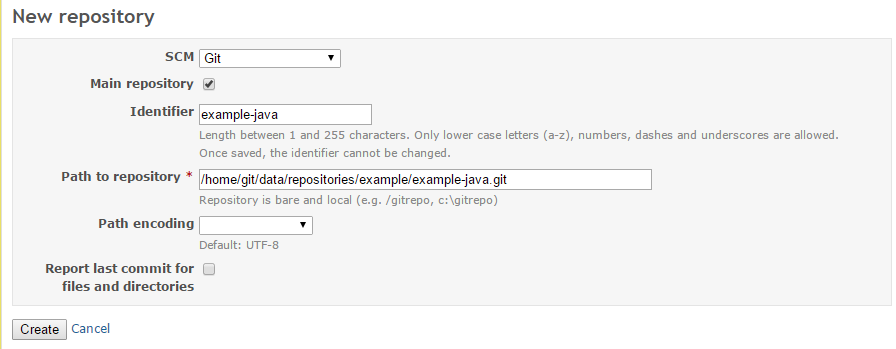 New repository
SCM Git
Main repository
Identifier example-java
Length between 1 and 255 characters. Only lower case letters (a-z), numbers, dashes and underscores are allowed.
Once saved, the identifier cannot be changed.
Path to repository * /home/git/data/repositories/example/example-java.git
Repository is bare and local (e.g. /gitrepo, c:\gitrepo)
Path encoding
Default: UTF-8
Report last commit for
files and directories
Create Cancel